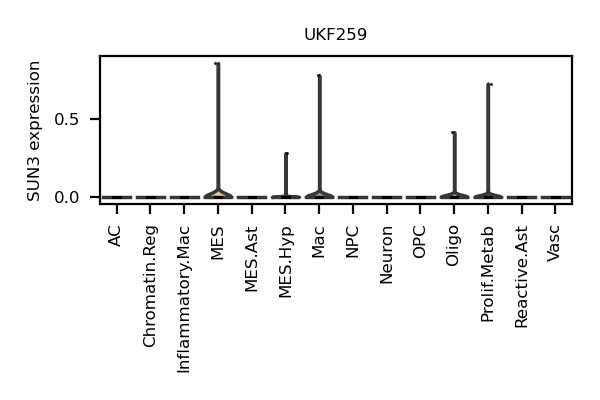 UKF259
SUN3 expression
0.5
0.0
AC
Chromatin.Reg
Inflammatory.Mac
MES
MES.Ast
MES.Hyp
Mac
NPC
Neuron
OPC
Oligo
Prolif.Metab
Reactive.Ast
Vasc